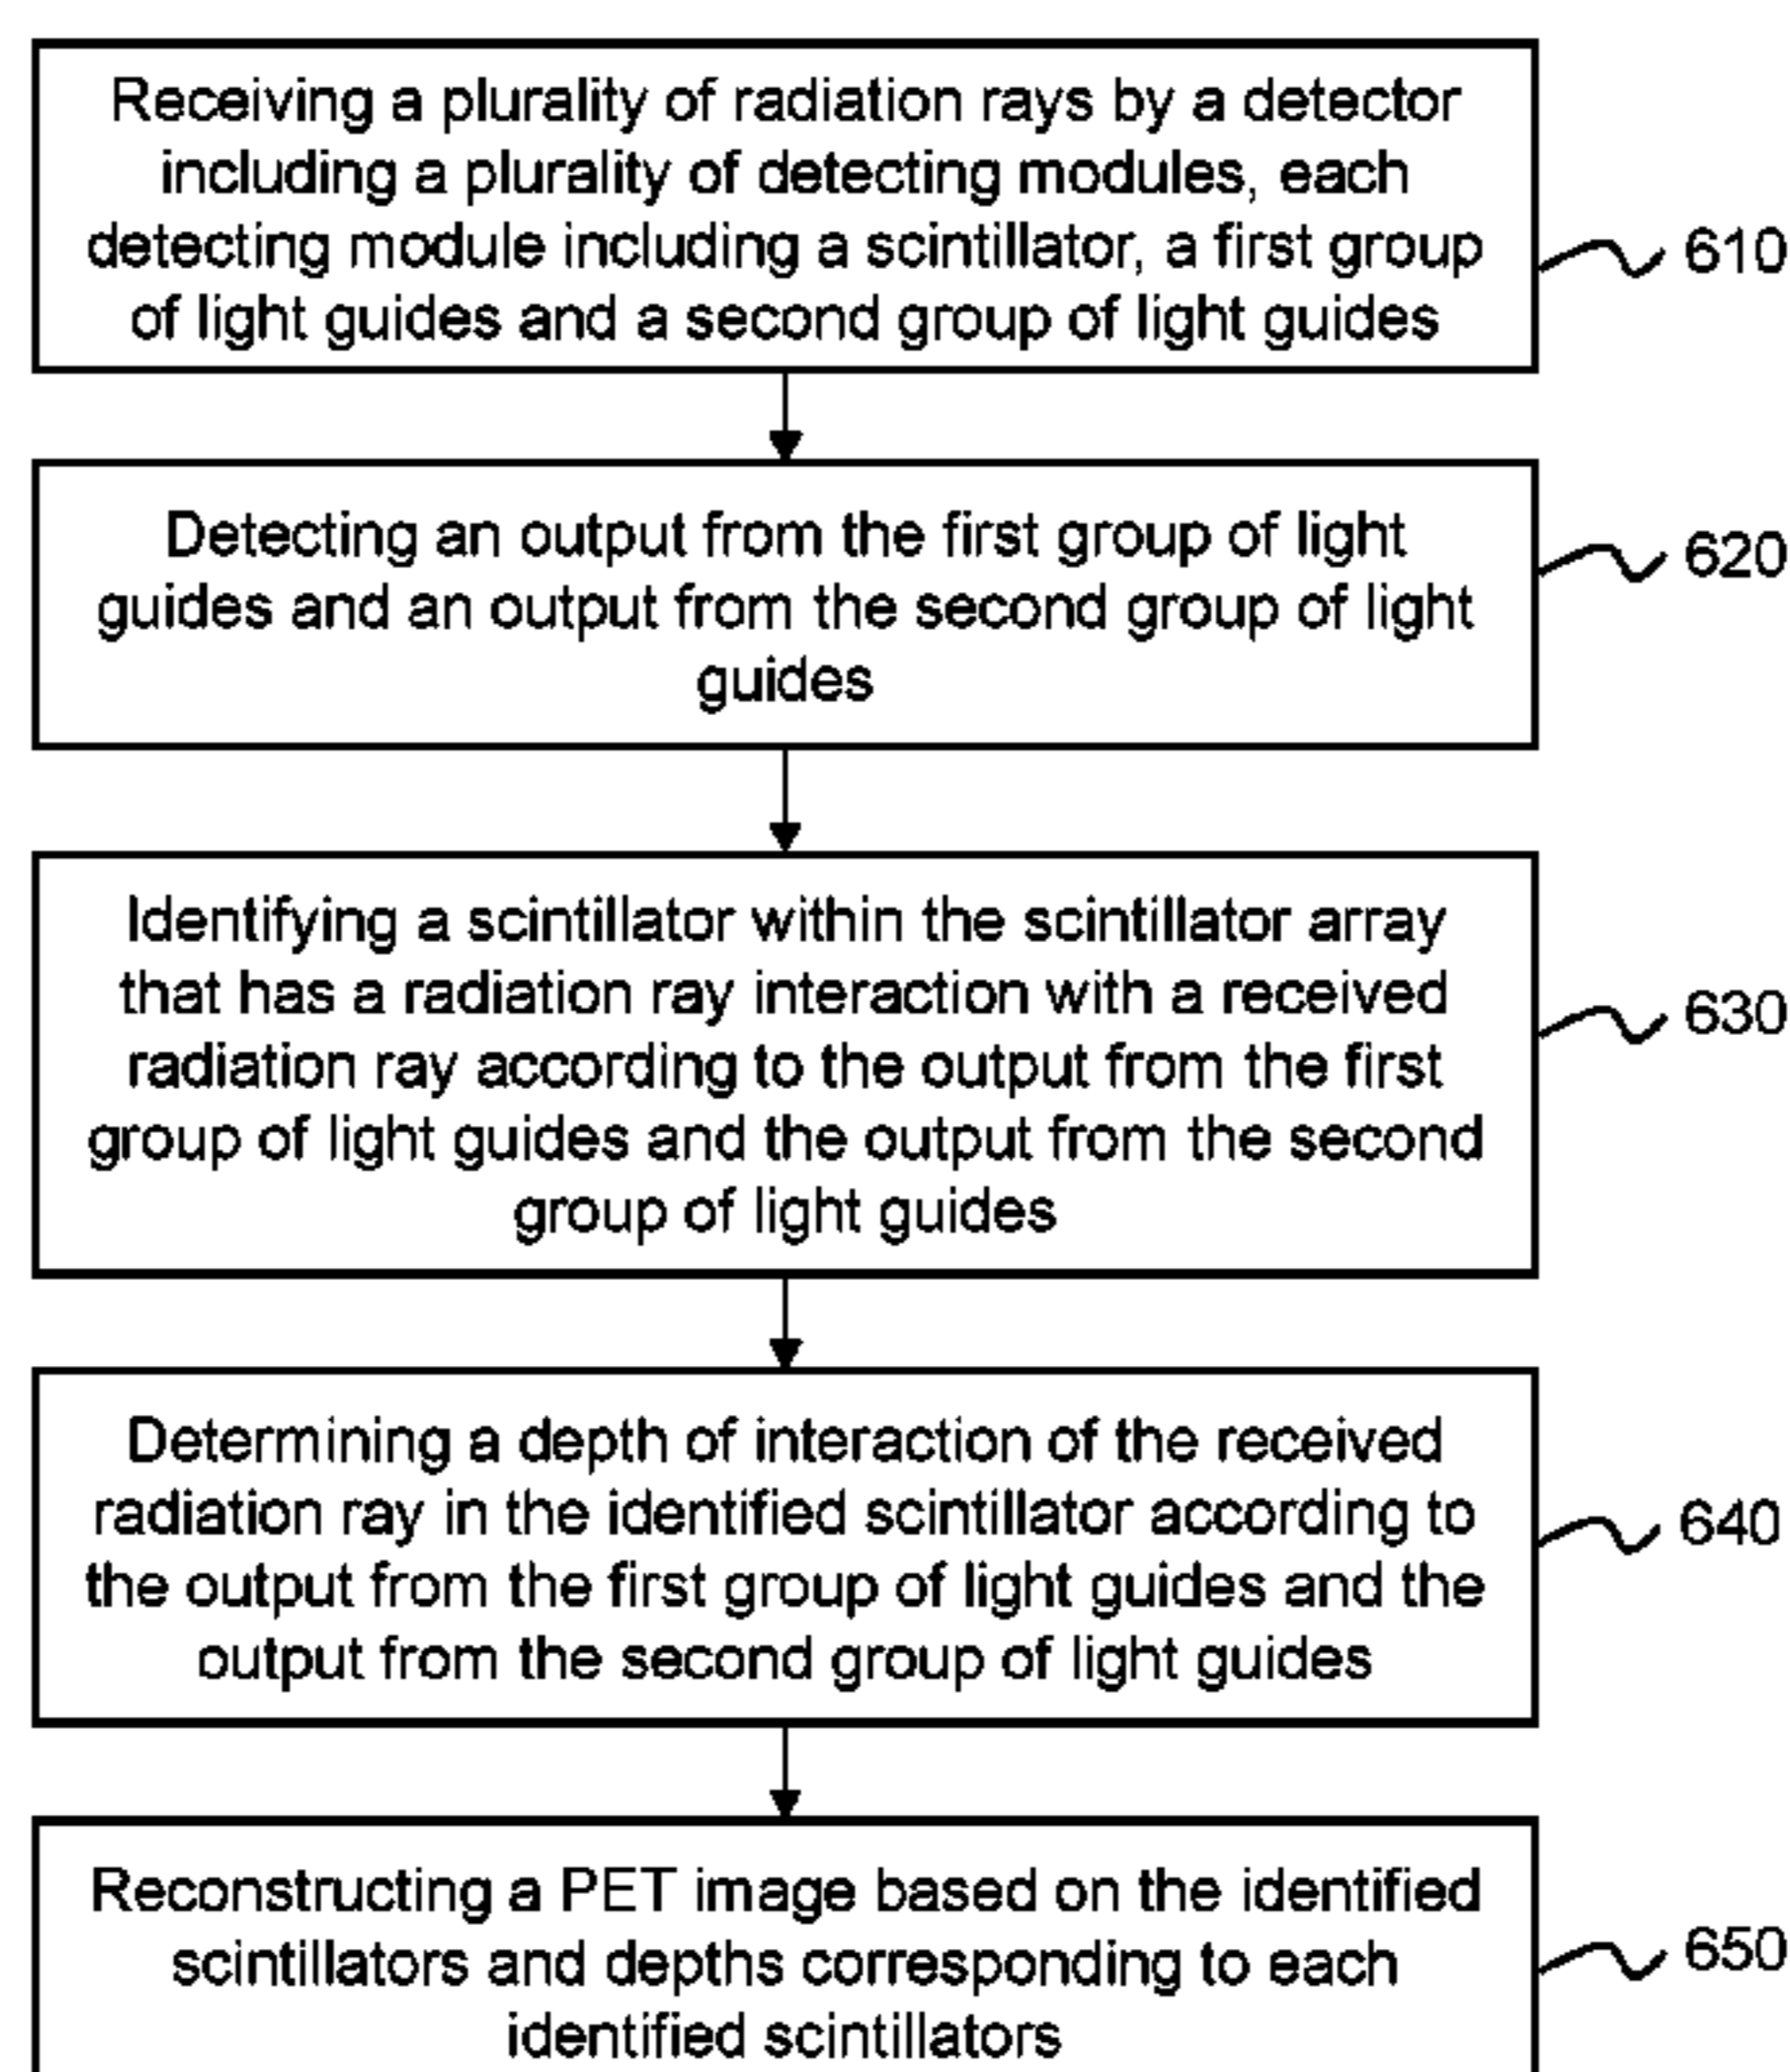 Receiving a plurality of radiation rays by a detector
including a plurality of detecting modules, each
detecting module including a scintillator, a first group
of light guides and a second group of light guides
610
Detecting an output from the first group of light
guides and an output from the second group of light
guides
620
Identifying a scintillator within the scintillator array
that has a radiation ray interaction with a received
radiation ray according to the output from the first
group of light guides and the output from the second
group of light guides
630
Determining a depth of interaction of the received
radiation ray in the identified scintillator according to
the output from the first group of light guides and the
output from the second group of light guides
640
Reconstructing a PET image based on the identified
scintillators and depths corresponding to each
identified scintillators
650